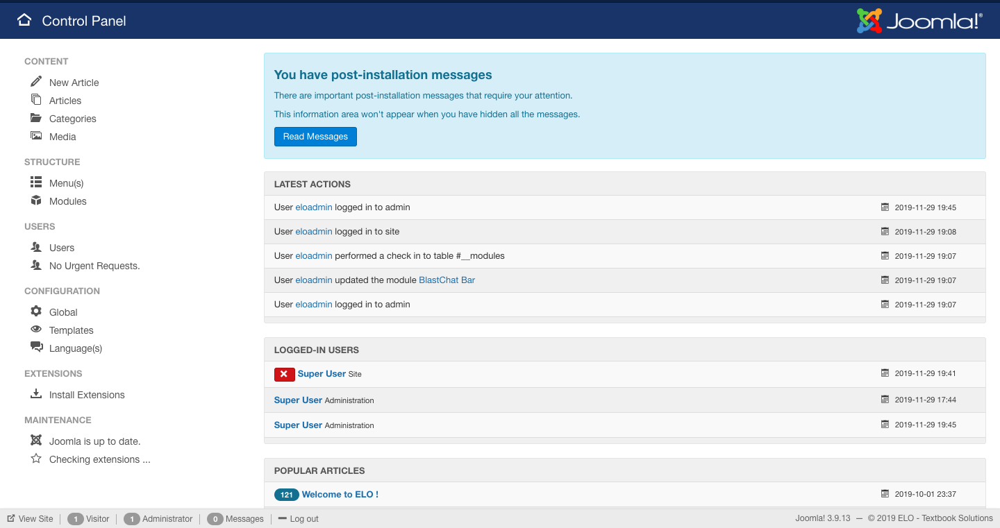 Control Panel
Joomla!®
CONTENT
New Article
Articles
Categories
Media
STRUCTURE
Menu(s)
Modules
USERS
Users
No Urgent Requests.
CONFIGURATION
Global
Templates
Language(s)
EXTENSIONS
Install Extensions
MAINTENANCE
Joomla is up to date.
Checking extensions ...
You have post-installation messages
There are important post-installation messages that require your attention.
This information area won't appear when you have hidden all the messages.
Read Messages
LATEST ACTIONS
User eloadmin logged in to admin 2019-11-29 19:45
User eloadmin logged in to site 2019-11-29 19:08
User eloadmin performed a check in to table #__modules 2019-11-29 19:07
User eloadmin updated the module BlastChat Bar 2019-11-29 19:07
User eloadmin logged in to admin 2019-11-29 19:07
LOGGED-IN USERS
Super User Site 2019-11-29 19:41
Super User Administration 2019-11-29 17:44
Super User Administration 2019-11-29 19:45
POPULAR ARTICLES
121 Welcome to ELO ! 2019-10-01 23:37
View Site 1 Visitor 1 Administrator 0 Messages Log out Joomla! 3.9.13 — © 2019 ELO - Textbook Solutions